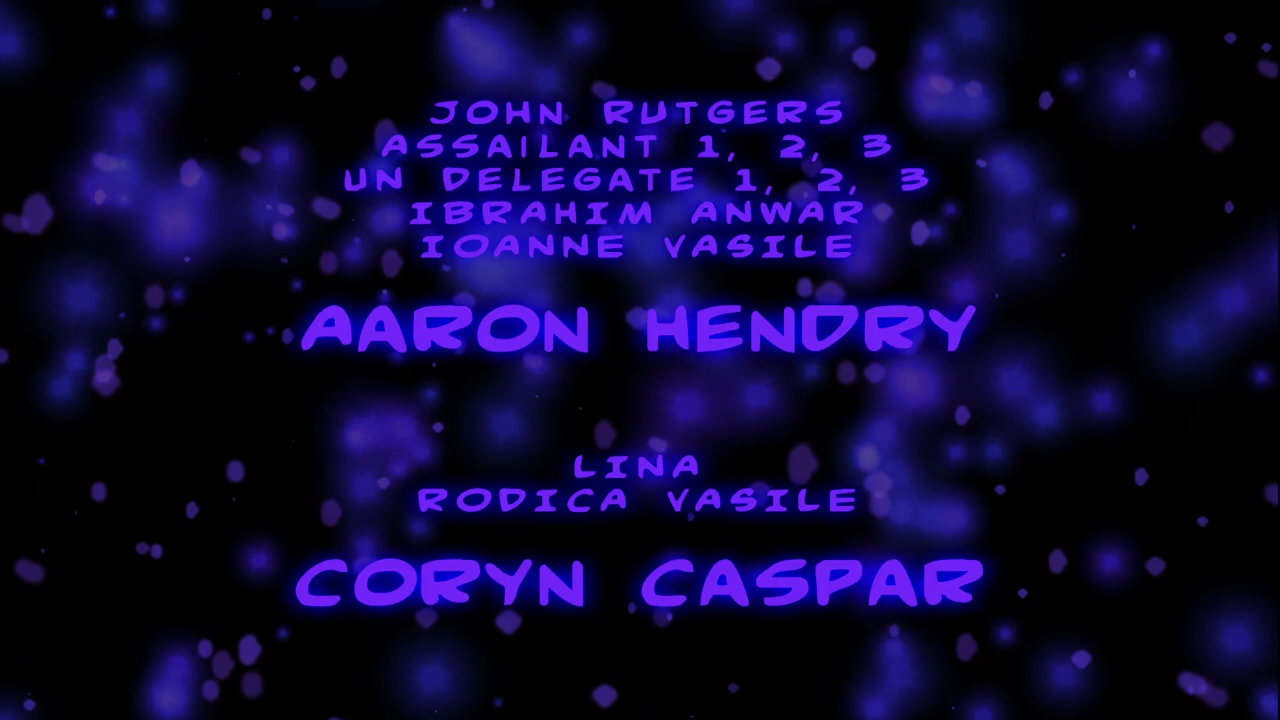 JOHN RUTGERS
ASSAILANT 1, 2, 3
UN DELEGATE 1, 2, 3
IBRAHIM ANWAR
IOANNE VASILE
AARON HENDRY
LINA
RODICA VASILE
CORYN CASPAR